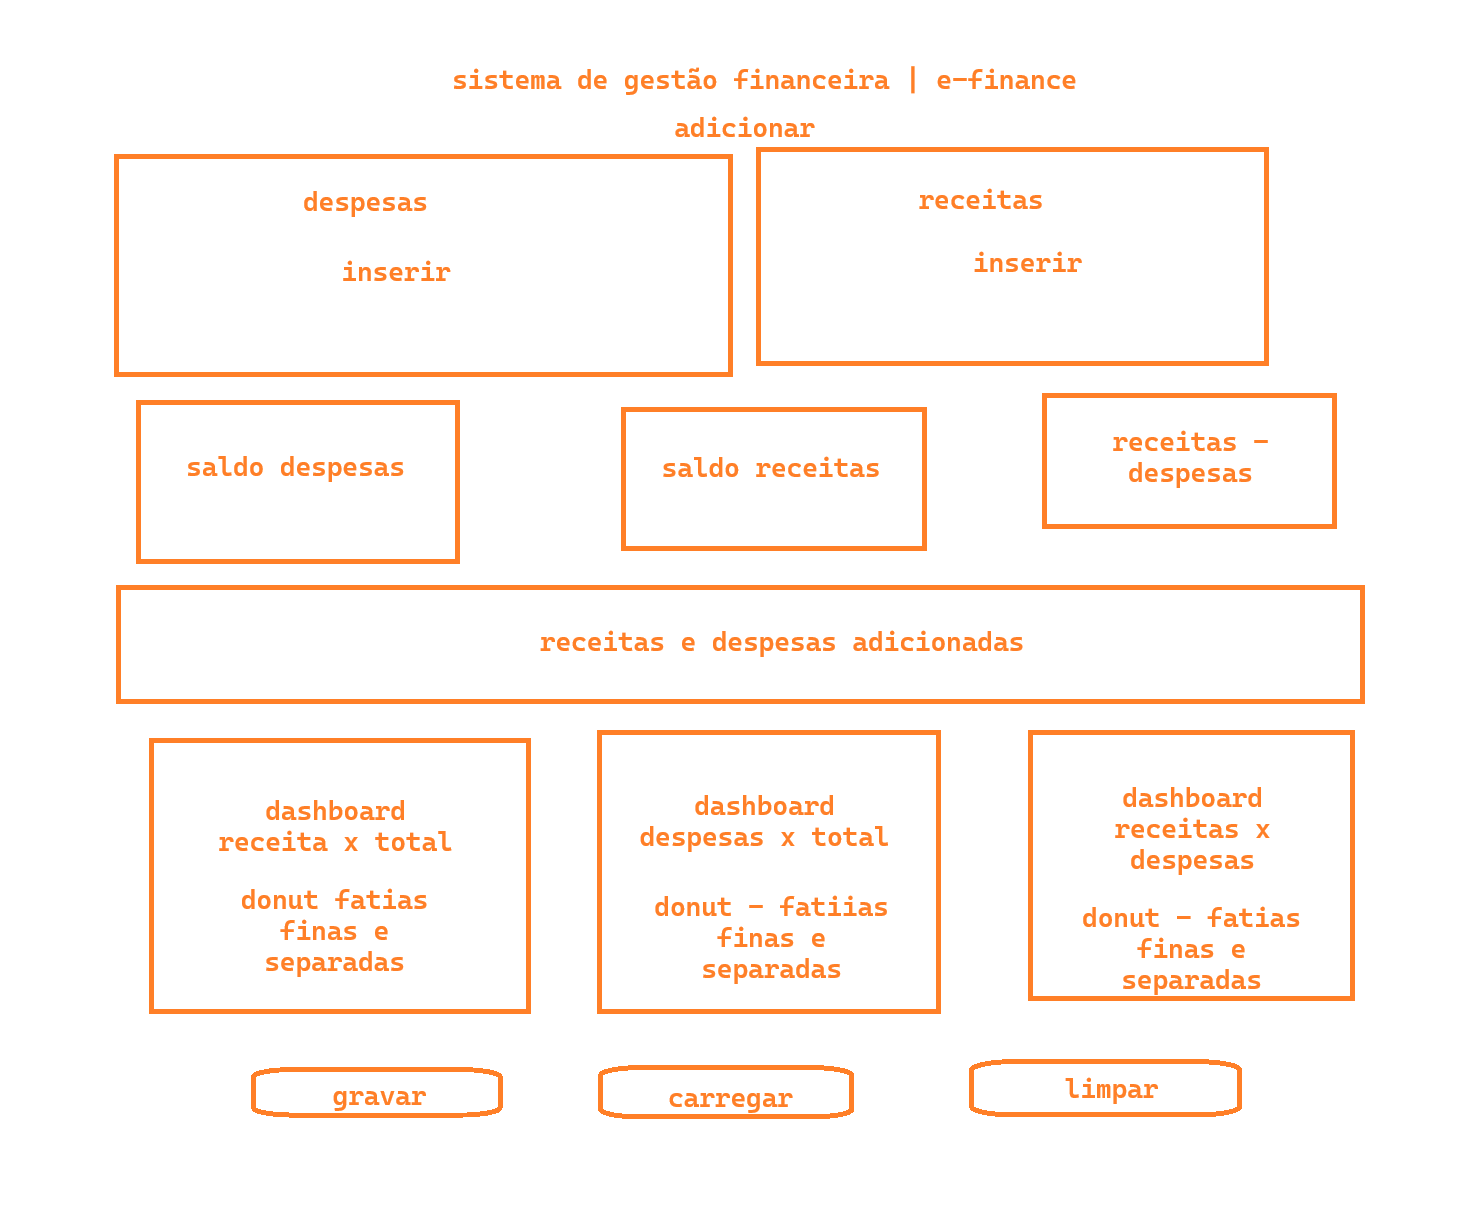 sistema de gestão financeira | e-finance
adicionar
despesas
inserir
receitas
inserir
saldo despesas
saldo receitas
receitas -
despesas
receitas e despesas adicionadas
dashboard
receita x total
donut fatias
finas e
separadas
dashboard
despesas x total
donut - fatiias
finas e
separadas
dashboard
receitas x
despesas
donut - fatias
finas e
separadas
gravar
carregar
limpar